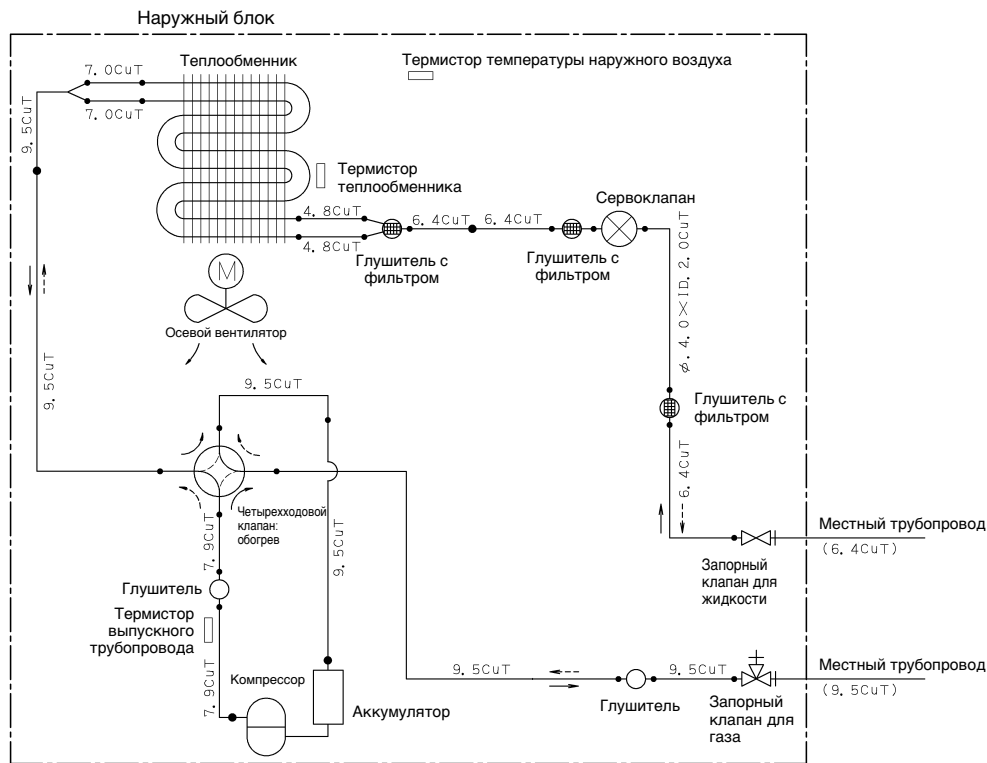 Наружный блок
Теплообменник
Термистор температуры наружного воздуха
7. 0CuT
7. 0CuT
9. 5CuT
Термистор
теплообменника
4. 8CuT
4. 8CuT
Глушитель с
фильтром
6. 4CuT
6. 4CuT
Глушитель с
фильтром
Сервоклапан
ø. 4. 0×ID. 2. 0CuT
M
Осевой вентилятор
9. 5CuT
9. 5CuT
Глушитель с
фильтром
6. 4CuT
Четырехходовой
клапан:
обогрев
7. 9CuT
9. 5CuT
Местный трубопровод
(6. 4CuT)
Запорный
клапан для
жидкости
Глушитель
Термистор
выпускного
трубопровода
7. 9CuT
Компрессор
Аккумулятор
9. 5CuT
Глушитель
9. 5CuT
Запорный
клапан для
газа
Местный трубопровод
(9. 5CuT)